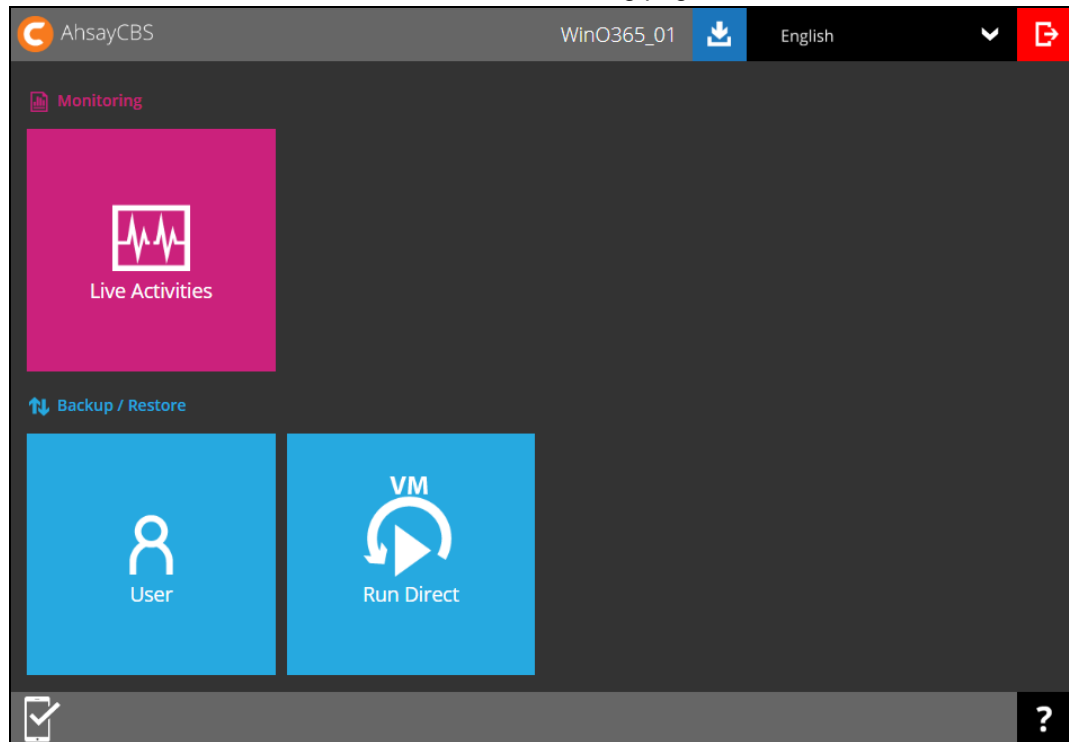 AhsayCBS
WinO365_01
English
Monitoring
Live Activities
Backup / Restore
User
VM
Run Direct
?